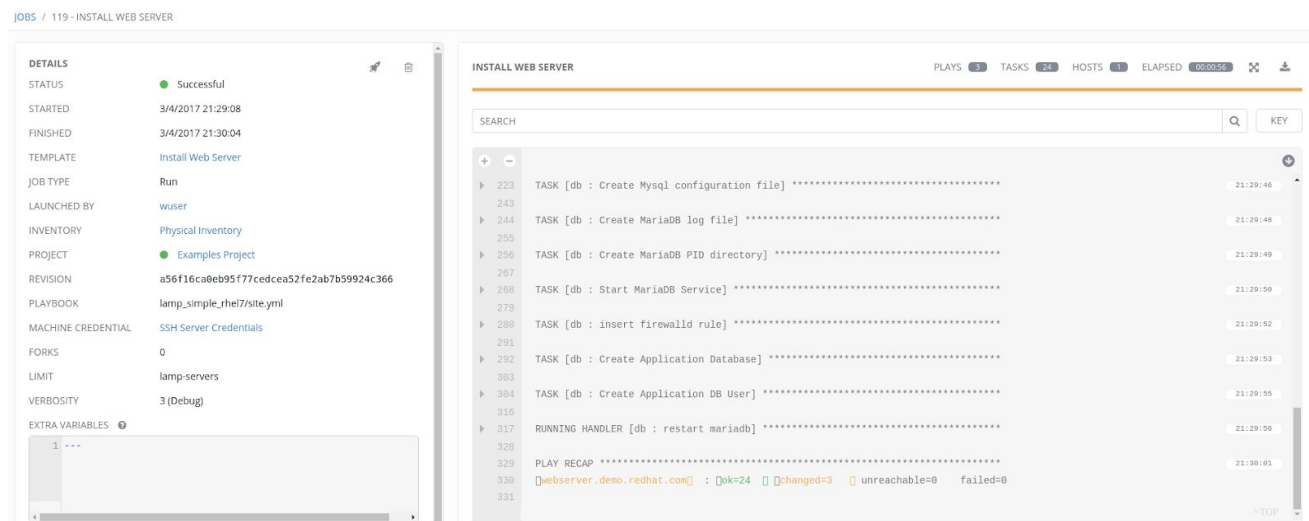 JOBS / 119 - INSTALL WEB SERVER
DETAILS
STATUS Successful
STARTED 3/4/2017 21:29:08
FINISHED 3/4/2017 21:30:04
TEMPLATE Install Web Server
JOB TYPE Run
LAUNCHED BY wuser
INVENTORY Physical Inventory
PROJECT Examples Project
REVISION a56f16ca0eb95f77cedcea52fe2ab7b59924c366
PLAYBOOK lamp_simple_rhel7/site.yml
MACHINE CREDENTIAL SSH Server Credentials
FORKS 0
LIMIT lamp-servers
VERBOSITY 3 (Debug)
EXTRA VARIABLES
1 ---
INSTALL WEB SERVER PLAYS 3 TASKS 24 HOSTS 1 ELAPSED 00:00:56
SEARCH KEY
223 TASK [db : Create Mysql configuration file] ************************************ 21:29:46
243
244 TASK [db : Create MariaDB log file] ******************************************** 21:29:48
255
256 TASK [db : Create MariaDB PID directory] *************************************** 21:29:49
267
268 TASK [db : Start MariaDB Service] ********************************************** 21:29:50
279
280 TASK [db : insert firewalld rule] ********************************************** 21:29:52
291
292 TASK [db : Create Application Database] **************************************** 21:29:53
303
304 TASK [db : Create Application DB User] ***************************************** 21:29:55
316
317 RUNNING HANDLER [db : restart mariadb] ***************************************** 21:29:56
328
329 PLAY RECAP ********************************************************************* 21:30:01
330 webserver.demo.redhat.com : ok=24 changed=3 unreachable=0 failed=0
331
^ TOP